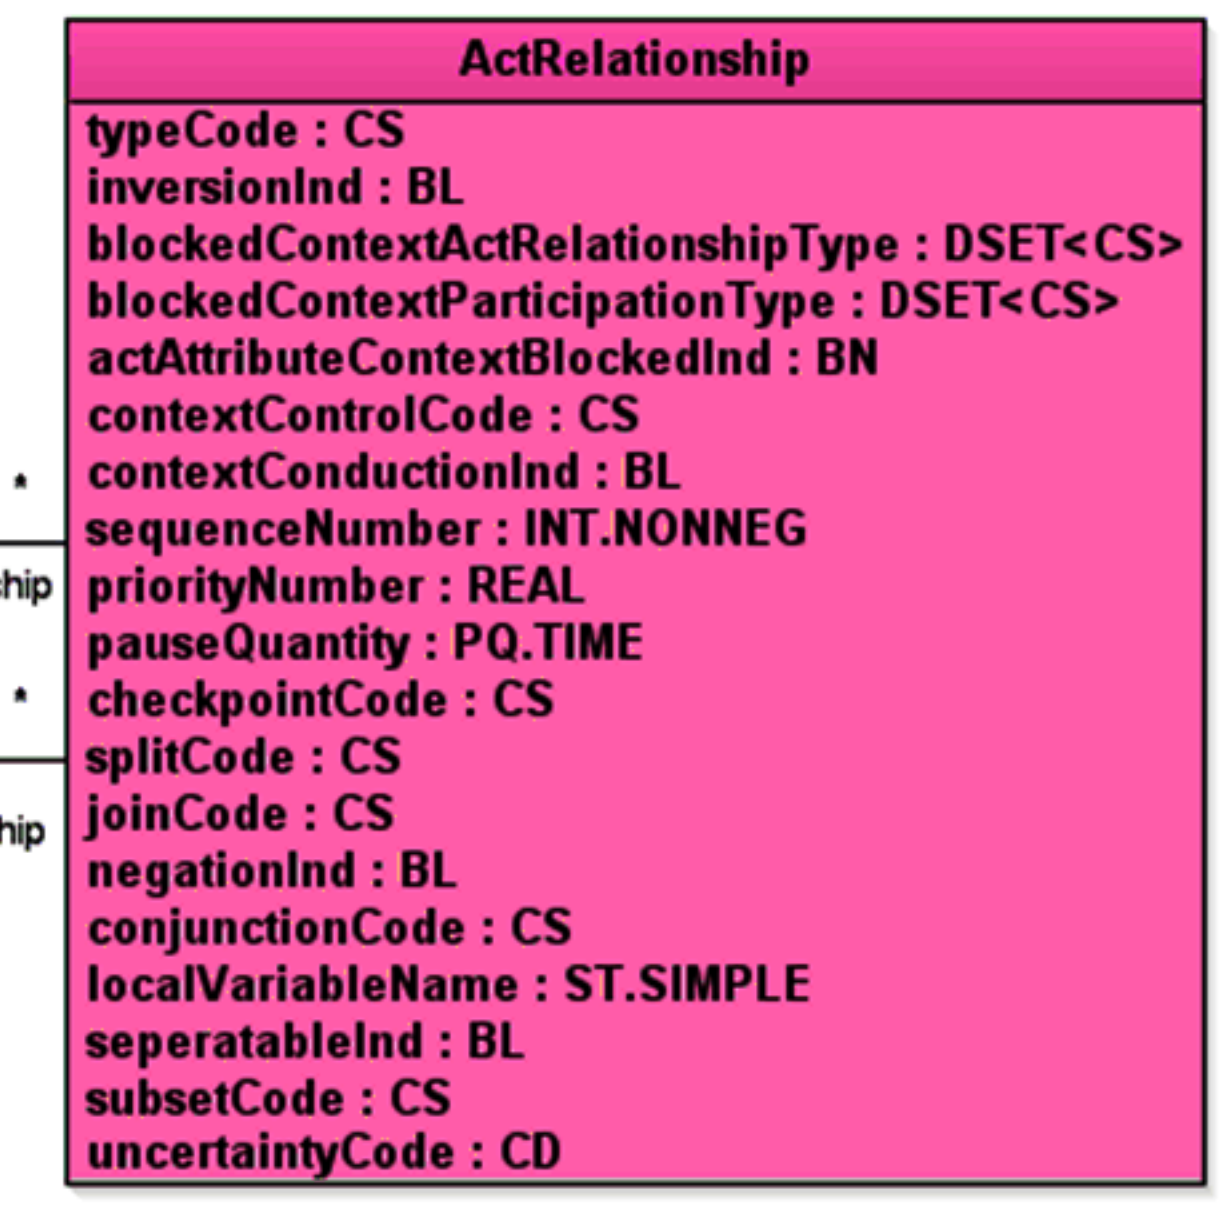 ActRelationship
typeCode : CS
inversionInd : BL
blockedContextActRelationshipType : DSET<CS>
blockedContextParticipationType : DSET<CS>
actAttributeContextBlockedInd : BN
contextControlCode : CS
contextConductionInd : BL
*
sequenceNumber : INT.NONNEG
hip
priorityNumber : REAL
pauseQuantity : PQ.TIME
*
checkpointCode : CS
splitCode : CS
joinCode : CS
hip
negationInd : BL
conjunctionCode : CS
localVariableName : ST.SIMPLE
seperatableInd : BL
subsetCode : CS
uncertaintyCode : CD